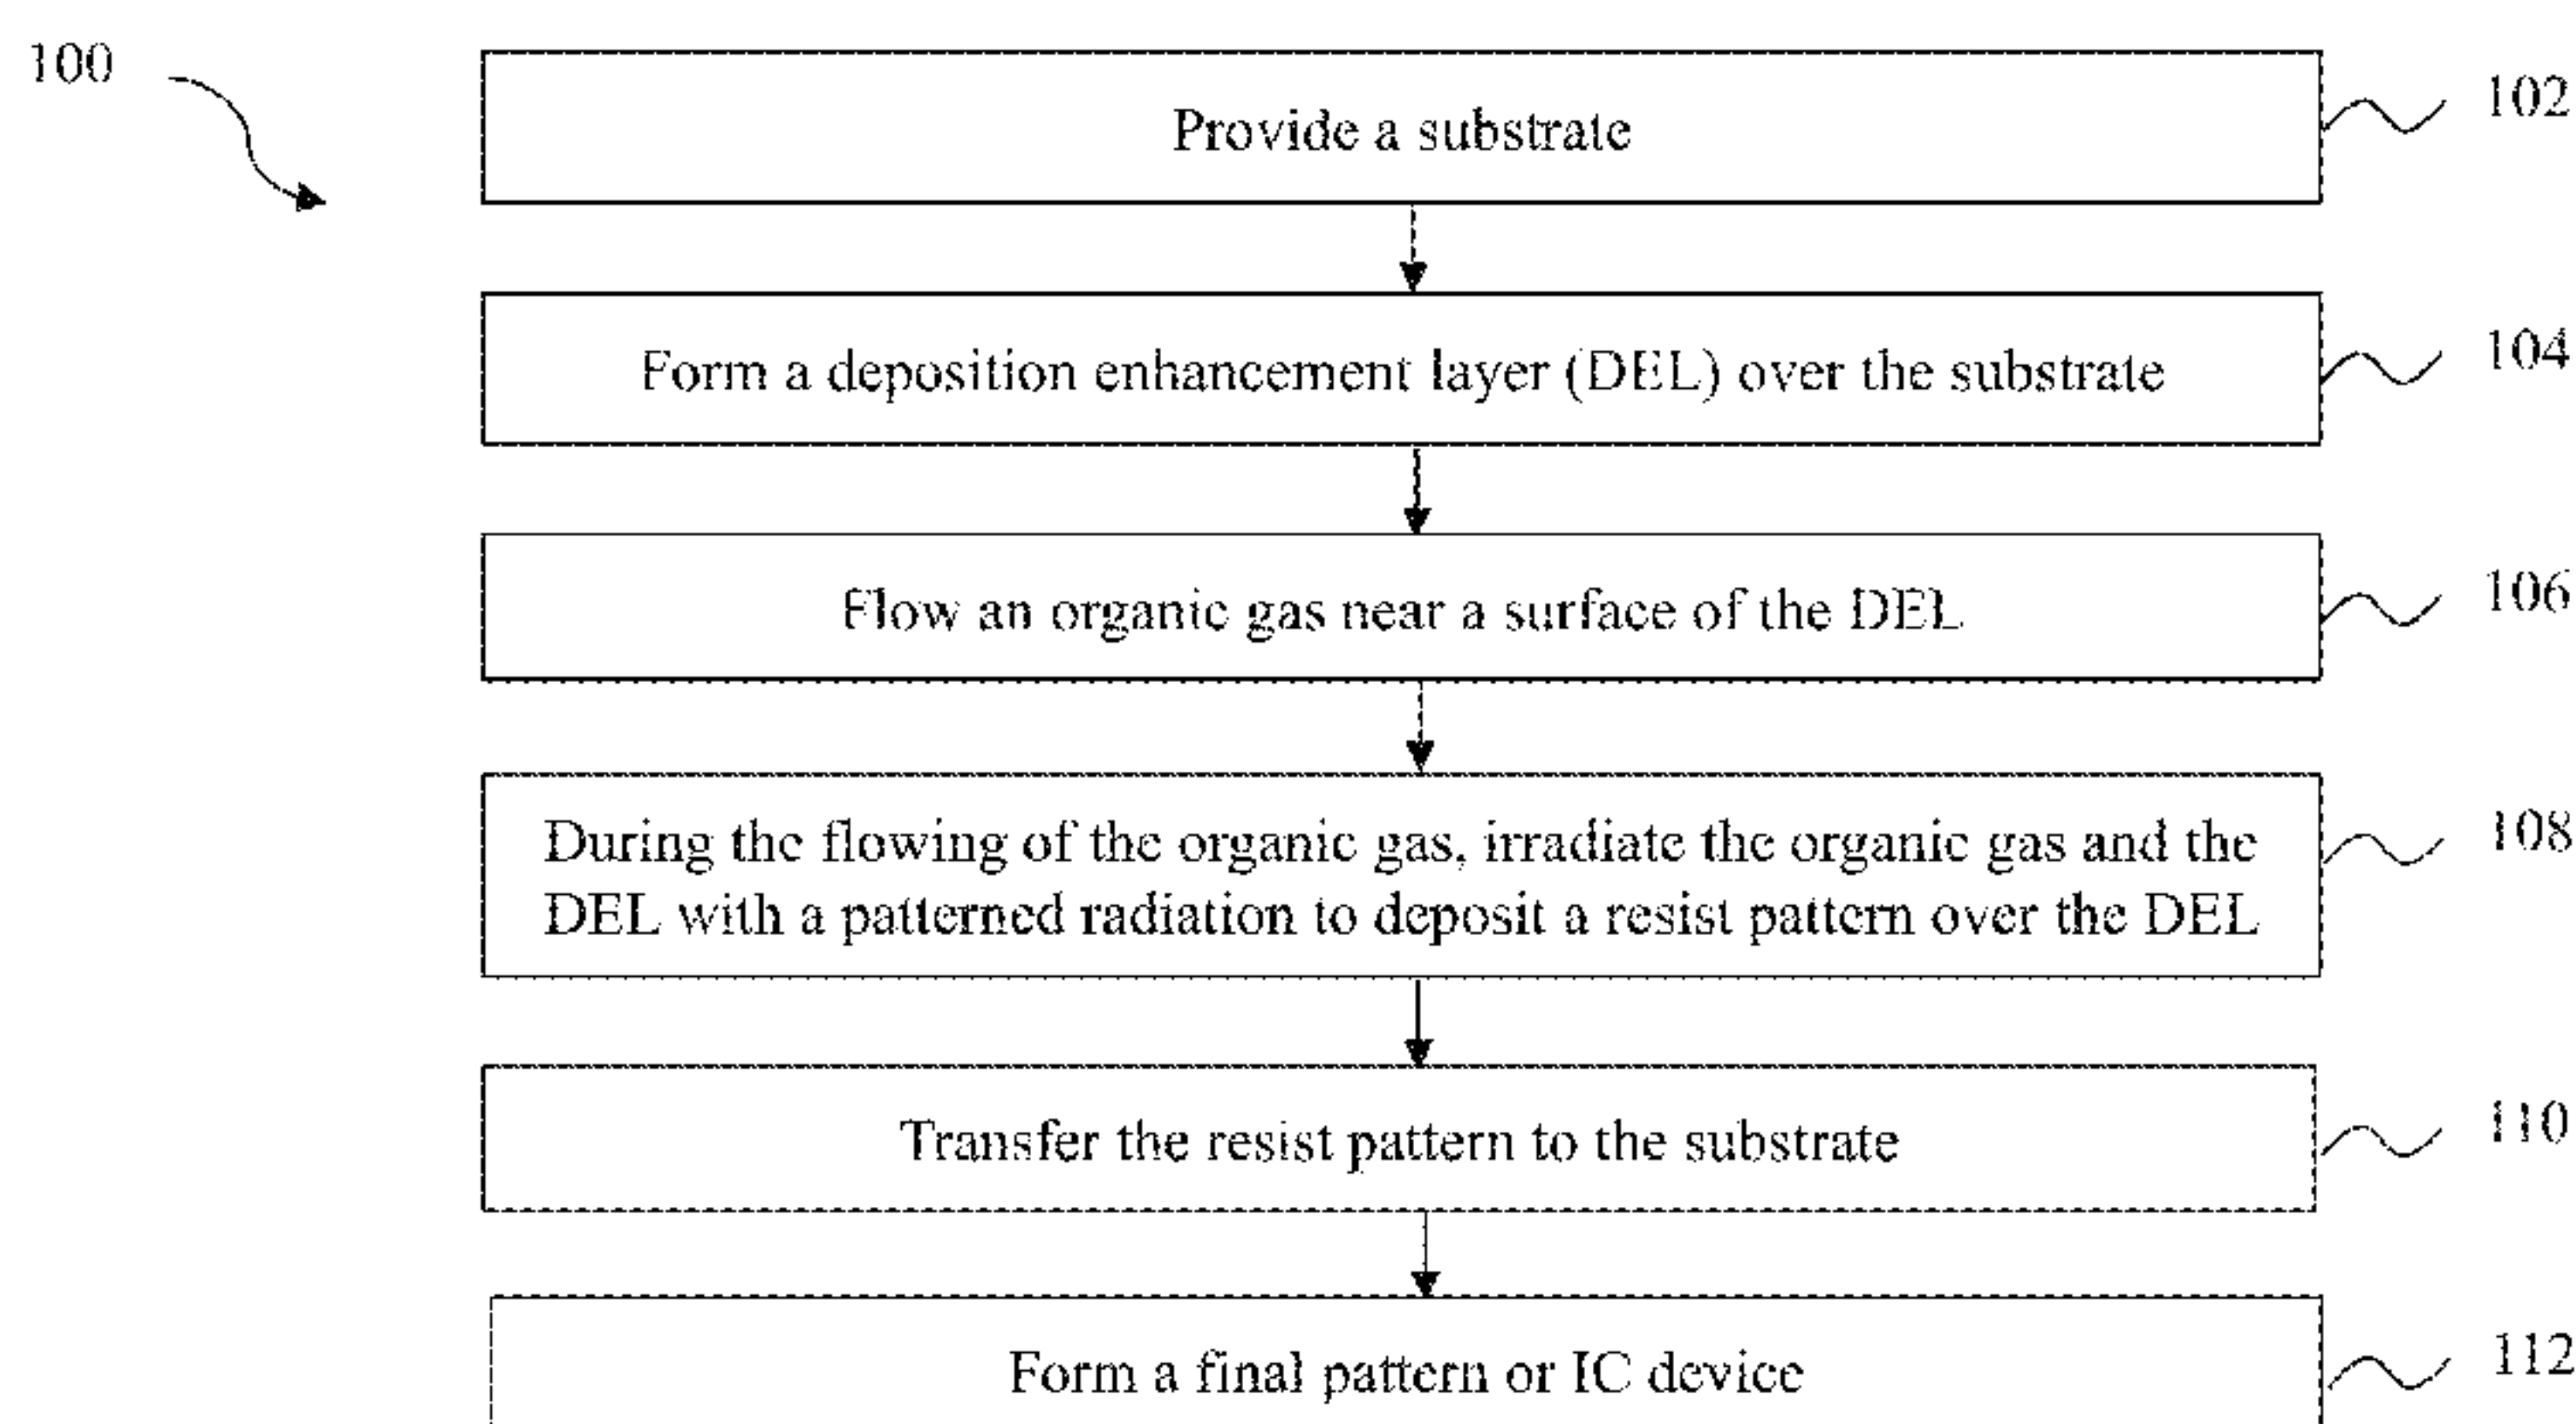 100
Provide a substrate
102
Form a deposition enhancement layer (DEL) over the substrate
104
Flow an organic gas near a surface of the DEL
106
During the flowing of the organic gas, irradiate the organic gas and the
DEL with a patterned radiation to deposit a resist pattern over the DEL
108
Transfer the resist pattern to the substrate
110
Form a final pattern or IC device
112